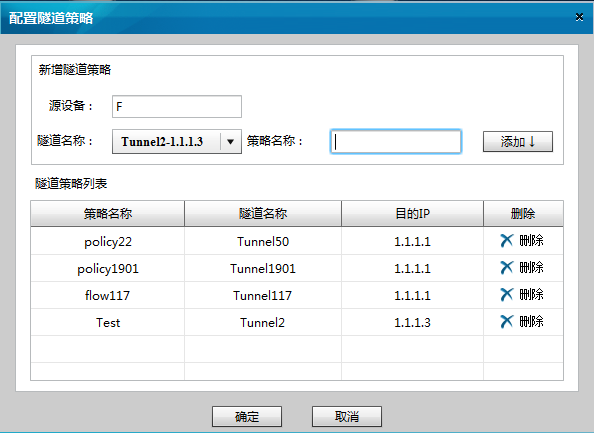 配置隧道策略 ×
新增隧道策略
源设备： F
隧道名称： Tunnel2-1.1.1.3 策略名称： 添加↓
隧道策略列表
策略名称 隧道名称 目的IP 删除
policy22 Tunnel50 1.1.1.1 删除
policy1901 Tunnel1901 1.1.1.1 删除
flow117 Tunnel117 1.1.1.1 删除
Test Tunnel2 1.1.1.3 删除
确定 取消